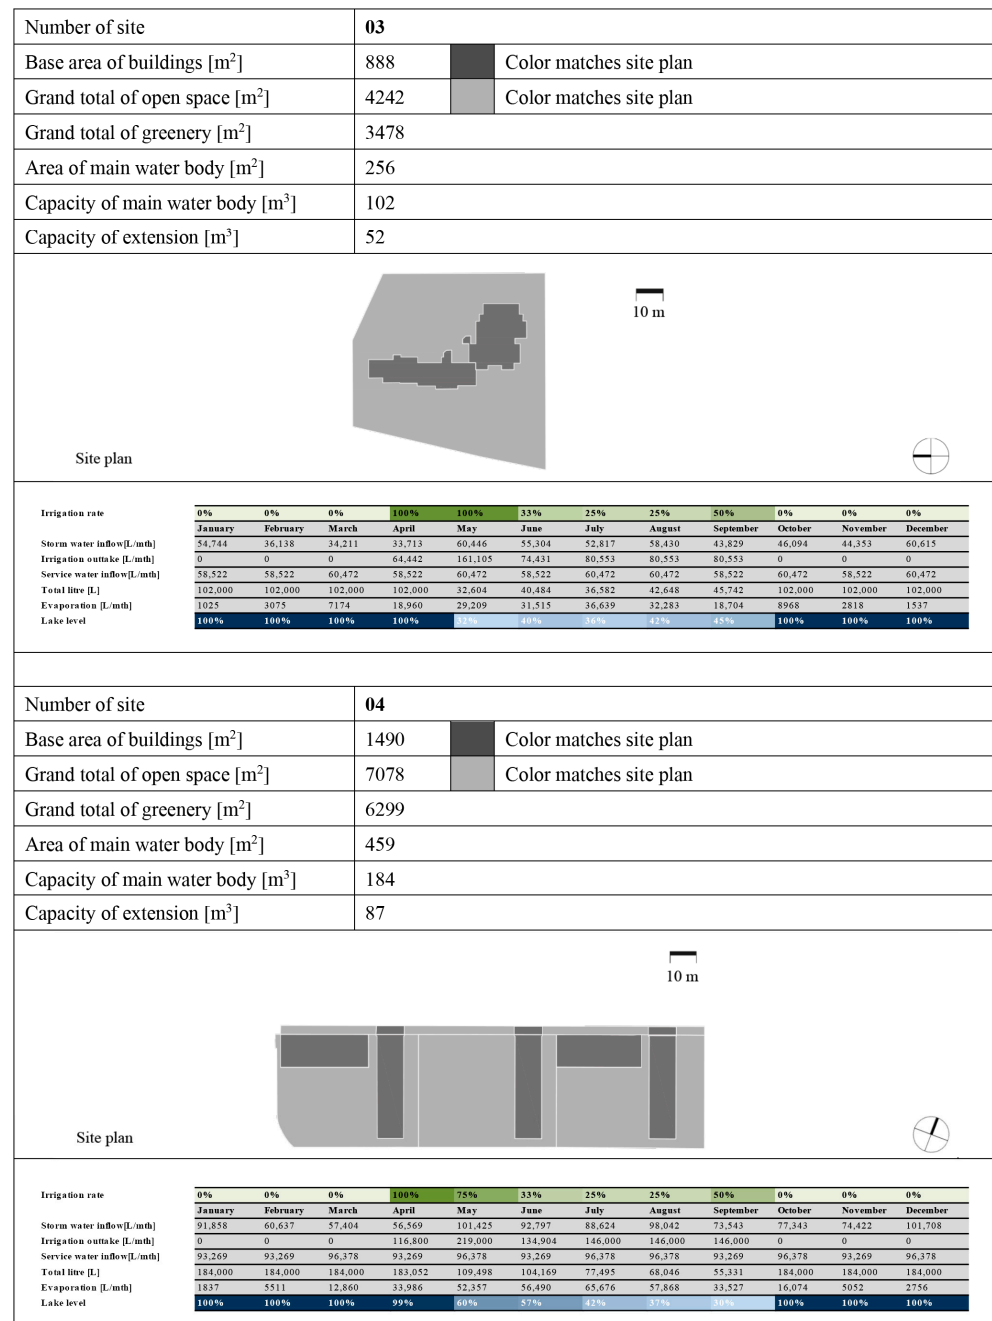 Number of site 03
Base area of buildings [m²] 888 Color matches site plan
Grand total of open space [m²] 4242 Color matches site plan
Grand total of greenery [m²] 3478
Area of main water body [m²] 256
Capacity of main water body [m³] 102
Capacity of extension [m³] 52
10 m
Site plan
Irrigation rate 0% 0% 0% 100% 100% 33% 25% 25% 50% 0% 0% 0%
January February March April May June July August September October November December
Storm water inflow[L/mth] 54,744 36,138 34,211 33,713 60,446 55,304 52,817 58,430 43,829 46,094 44,353 60,615
Irrigation outtake [L/mth] 0 0 0 64,442 161,105 74,431 80,553 80,553 80,553 0 0 0
Service water inflow[L/mth] 58,522 58,522 60,472 58,522 60,472 58,522 60,472 60,472 58,522 60,472 58,522 60,472
Total litre [L] 102,000 102,000 102,000 102,000 32,604 40,484 36,582 42,648 45,742 102,000 102,000 102,000
Evaporation [L/mth] 1025 3075 7174 18,960 29,209 31,515 36,639 32,283 18,704 8968 2818 1537
Lake level 100% 100% 100% 100% 32% 40% 36% 42% 45% 100% 100% 100%
Number of site 04
Base area of buildings [m²] 1490 Color matches site plan
Grand total of open space [m²] 7078 Color matches site plan
Grand total of greenery [m²] 6299
Area of main water body [m²] 459
Capacity of main water body [m³] 184
Capacity of extension [m³] 87
10 m
Site plan
Irrigation rate 0% 0% 0% 100% 75% 33% 25% 25% 50% 0% 0% 0%
January February March April May June July August September October November December
Storm water inflow[L/mth] 91,858 60,637 57,404 56,569 101,425 92,797 88,624 98,042 73,543 77,343 74,422 101,708
Irrigation outtake [L/mth] 0 0 0 116,800 219,000 134,904 146,000 146,000 146,000 0 0 0
Service water inflow[L/mth] 93,269 93,269 96,378 93,269 96,378 93,269 96,378 96,378 93,269 96,378 93,269 96,378
Total litre [L] 184,000 184,000 184,000 183,052 109,498 104,169 77,495 68,046 55,331 184,000 184,000 184,000
Evaporation [L/mth] 1837 5511 12,860 33,986 52,357 56,490 65,676 57,868 33,527 16,074 5052 2756
Lake level 100% 100% 100% 99% 60% 57% 42% 37% 30% 100% 100% 100%